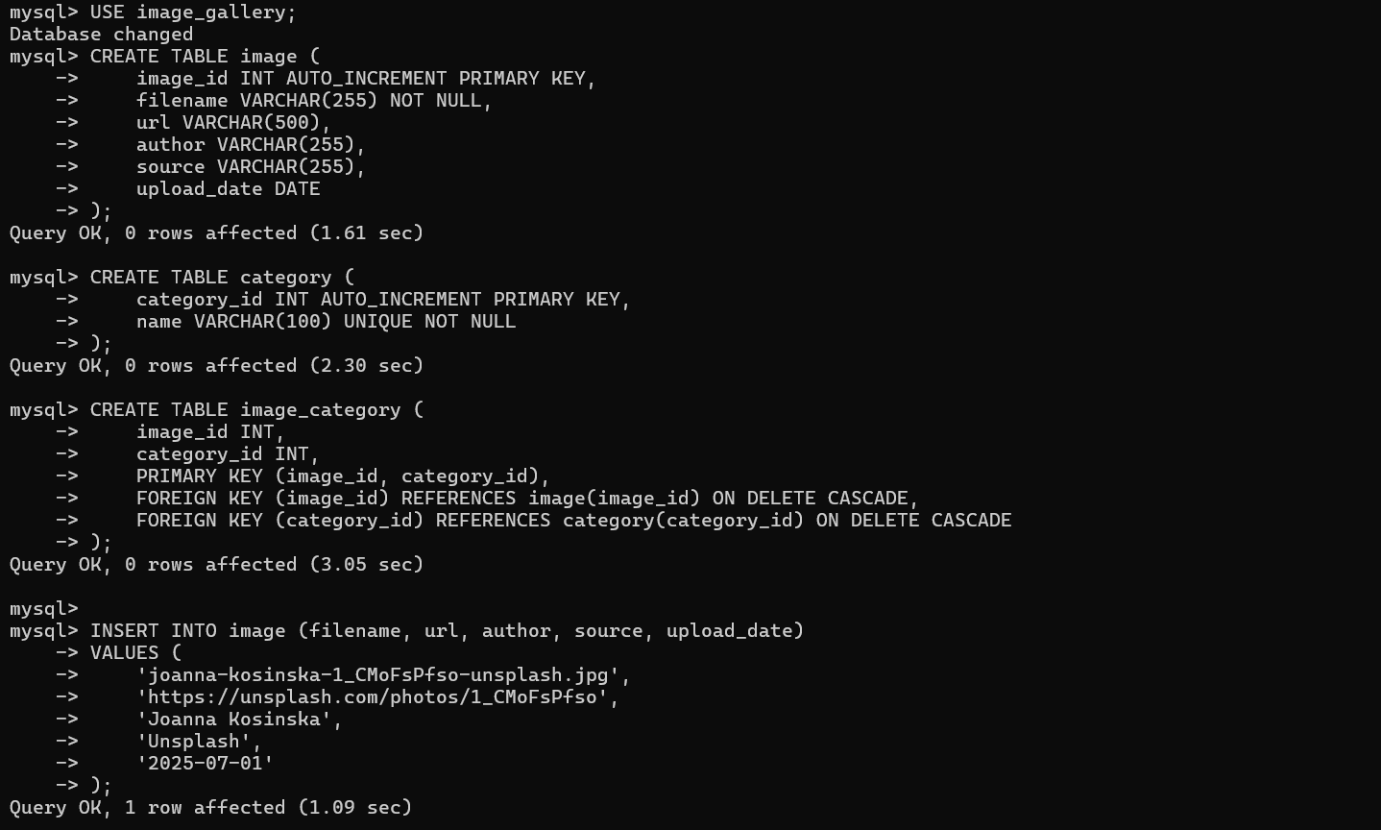 mysql> USE image_gallery;
Database changed
mysql> CREATE TABLE image (
    ->     image_id INT AUTO_INCREMENT PRIMARY KEY,
    ->     filename VARCHAR(255) NOT NULL,
    ->     url VARCHAR(500),
    ->     author VARCHAR(255),
    ->     source VARCHAR(255),
    ->     upload_date DATE
    -> );
Query OK, 0 rows affected (1.61 sec)

mysql> CREATE TABLE category (
    ->     category_id INT AUTO_INCREMENT PRIMARY KEY,
    ->     name VARCHAR(100) UNIQUE NOT NULL
    -> );
Query OK, 0 rows affected (2.30 sec)

mysql> CREATE TABLE image_category (
    ->     image_id INT,
    ->     category_id INT,
    ->     PRIMARY KEY (image_id, category_id),
    ->     FOREIGN KEY (image_id) REFERENCES image(image_id) ON DELETE CASCADE,
    ->     FOREIGN KEY (category_id) REFERENCES category(category_id) ON DELETE CASCADE
    -> );
Query OK, 0 rows affected (3.05 sec)

mysql>
mysql> INSERT INTO image (filename, url, author, source, upload_date)
    -> VALUES (
    ->     'joanna-kosinska-1_CMoFsPfso-unsplash.jpg',
    ->     'https://unsplash.com/photos/1_CMoFsPfso',
    ->     'Joanna Kosinska',
    ->     'Unsplash',
    ->     '2025-07-01'
    -> );
Query OK, 1 row affected (1.09 sec)